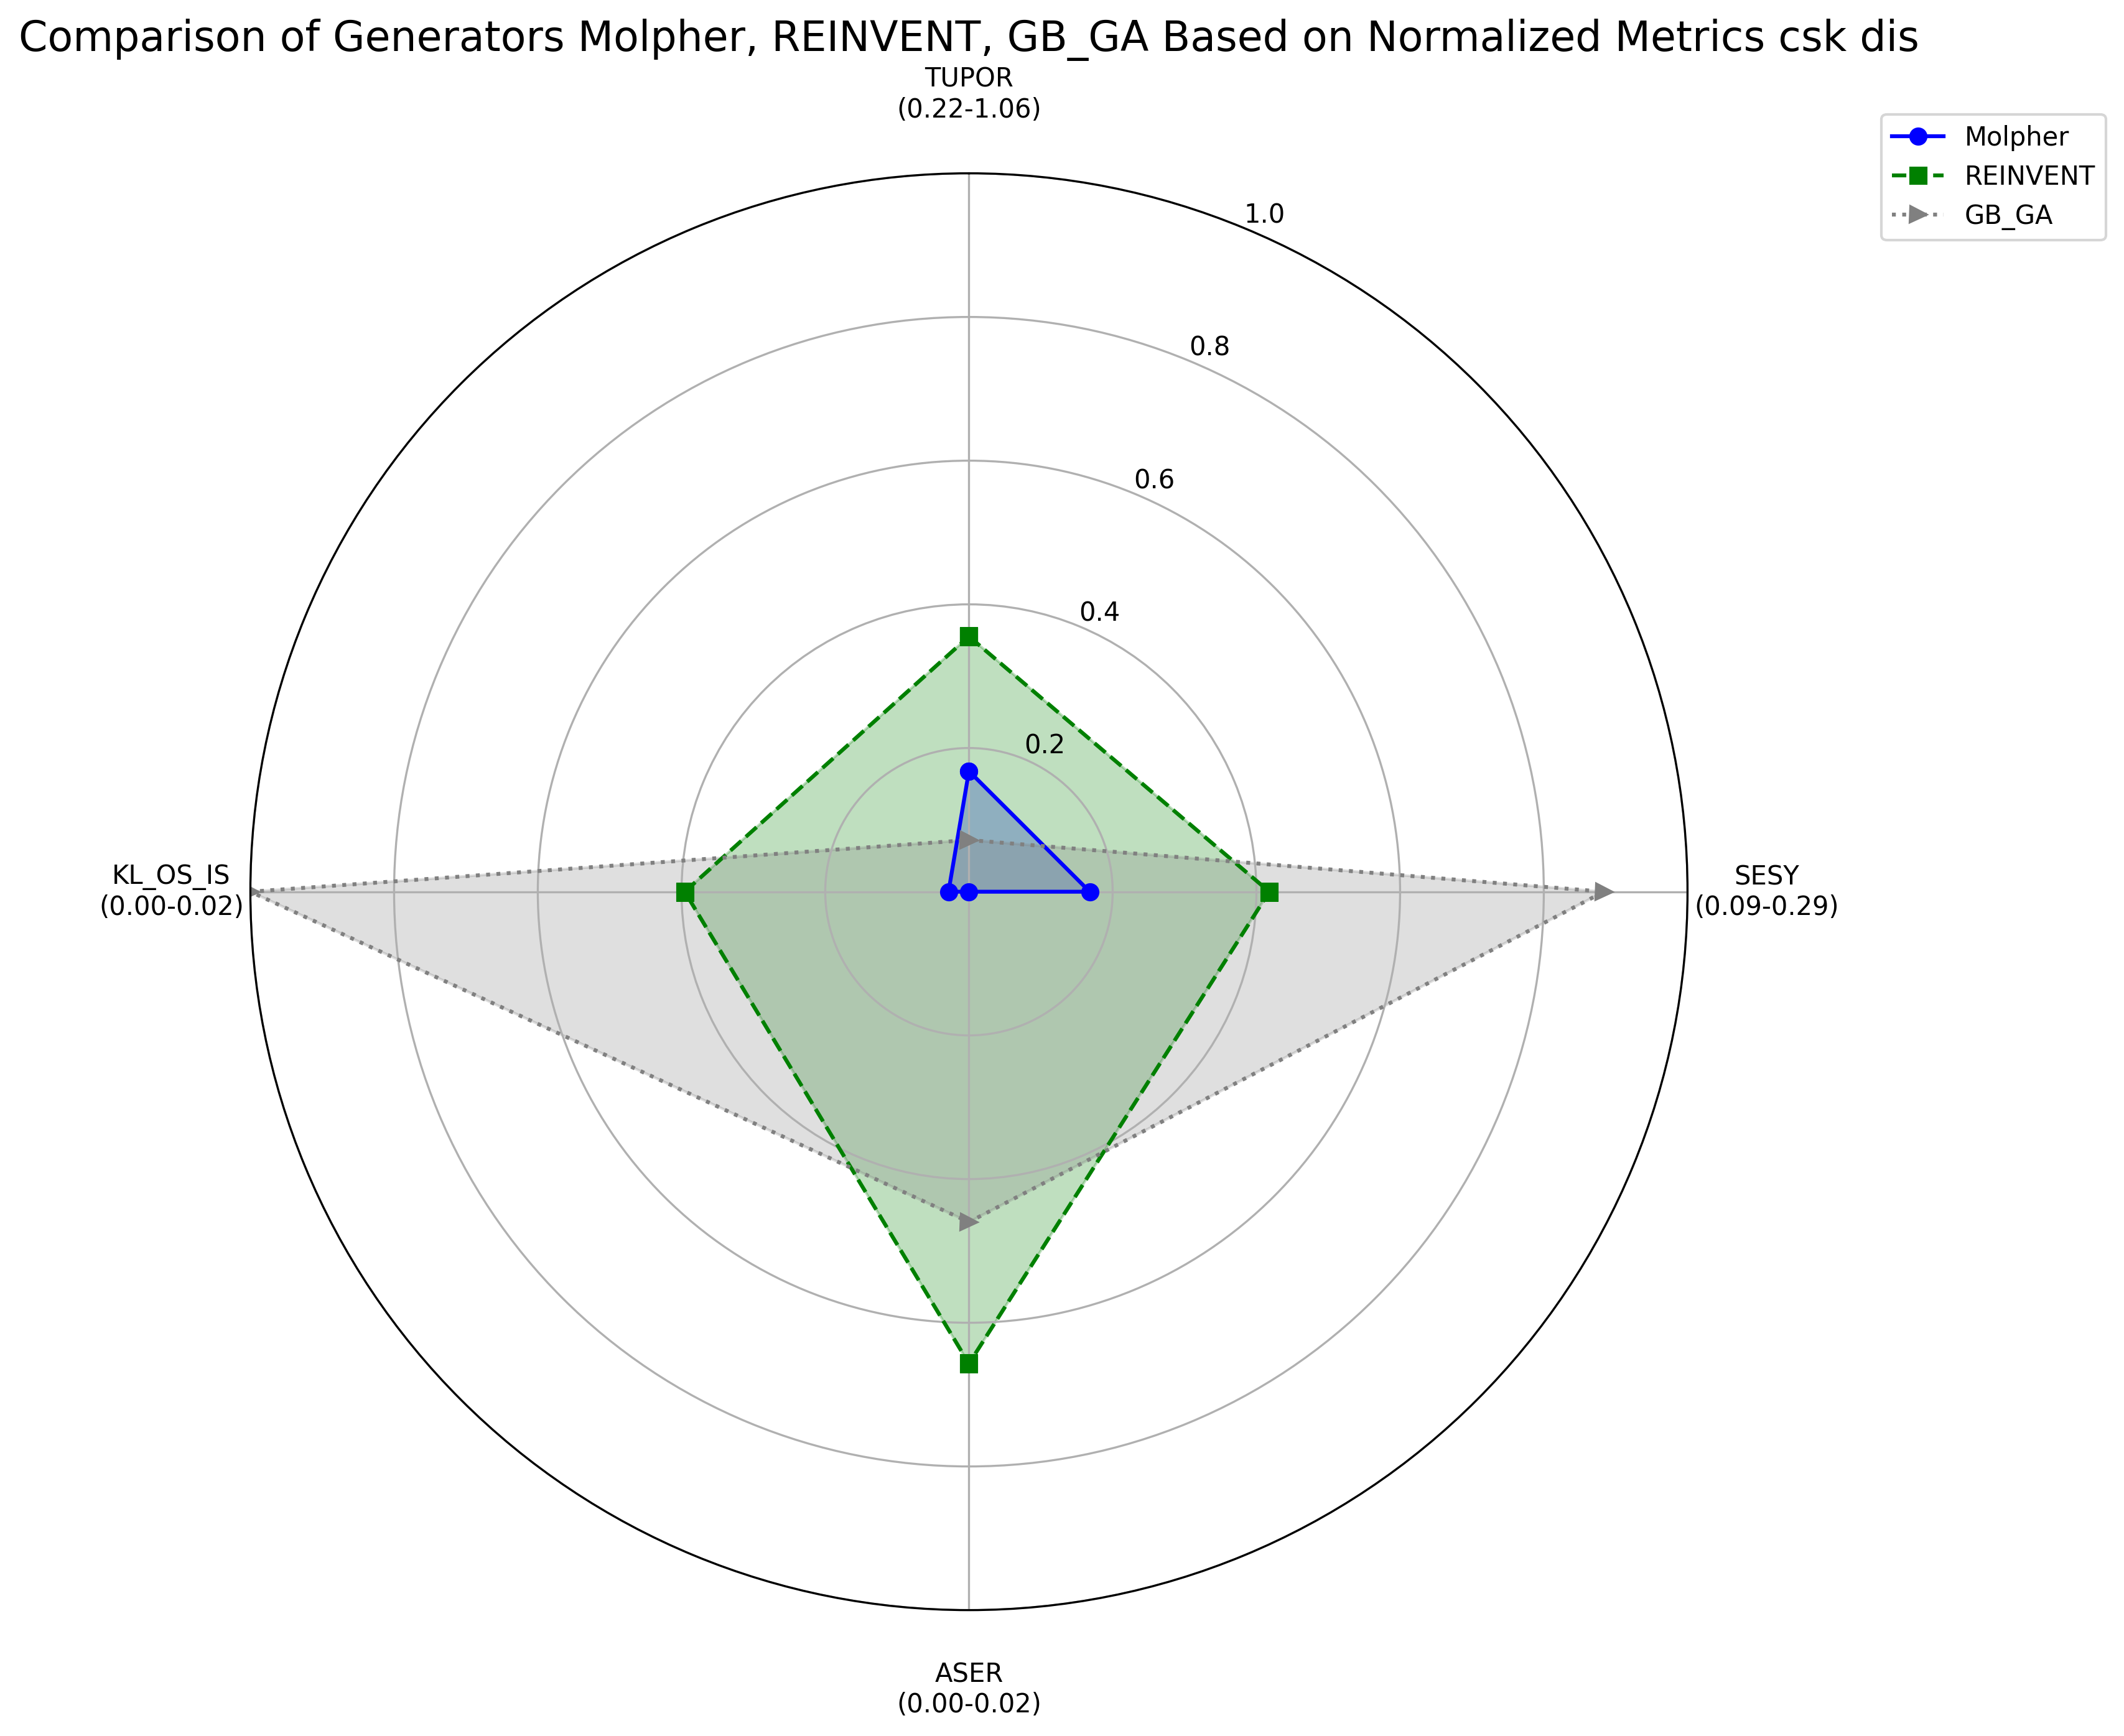 Comparison of Generators Molpher, REINVENT, GB_GA Based on Normalized Metrics csk dis
TUPOR
(0.22-1.06)
Molpher
REINVENT
GB_GA
1.0
0.8
0.6
0.4
0.2
KL_OS_IS
(0.00-0.02)
SESY
(0.09-0.29)
ASER
(0.00-0.02)